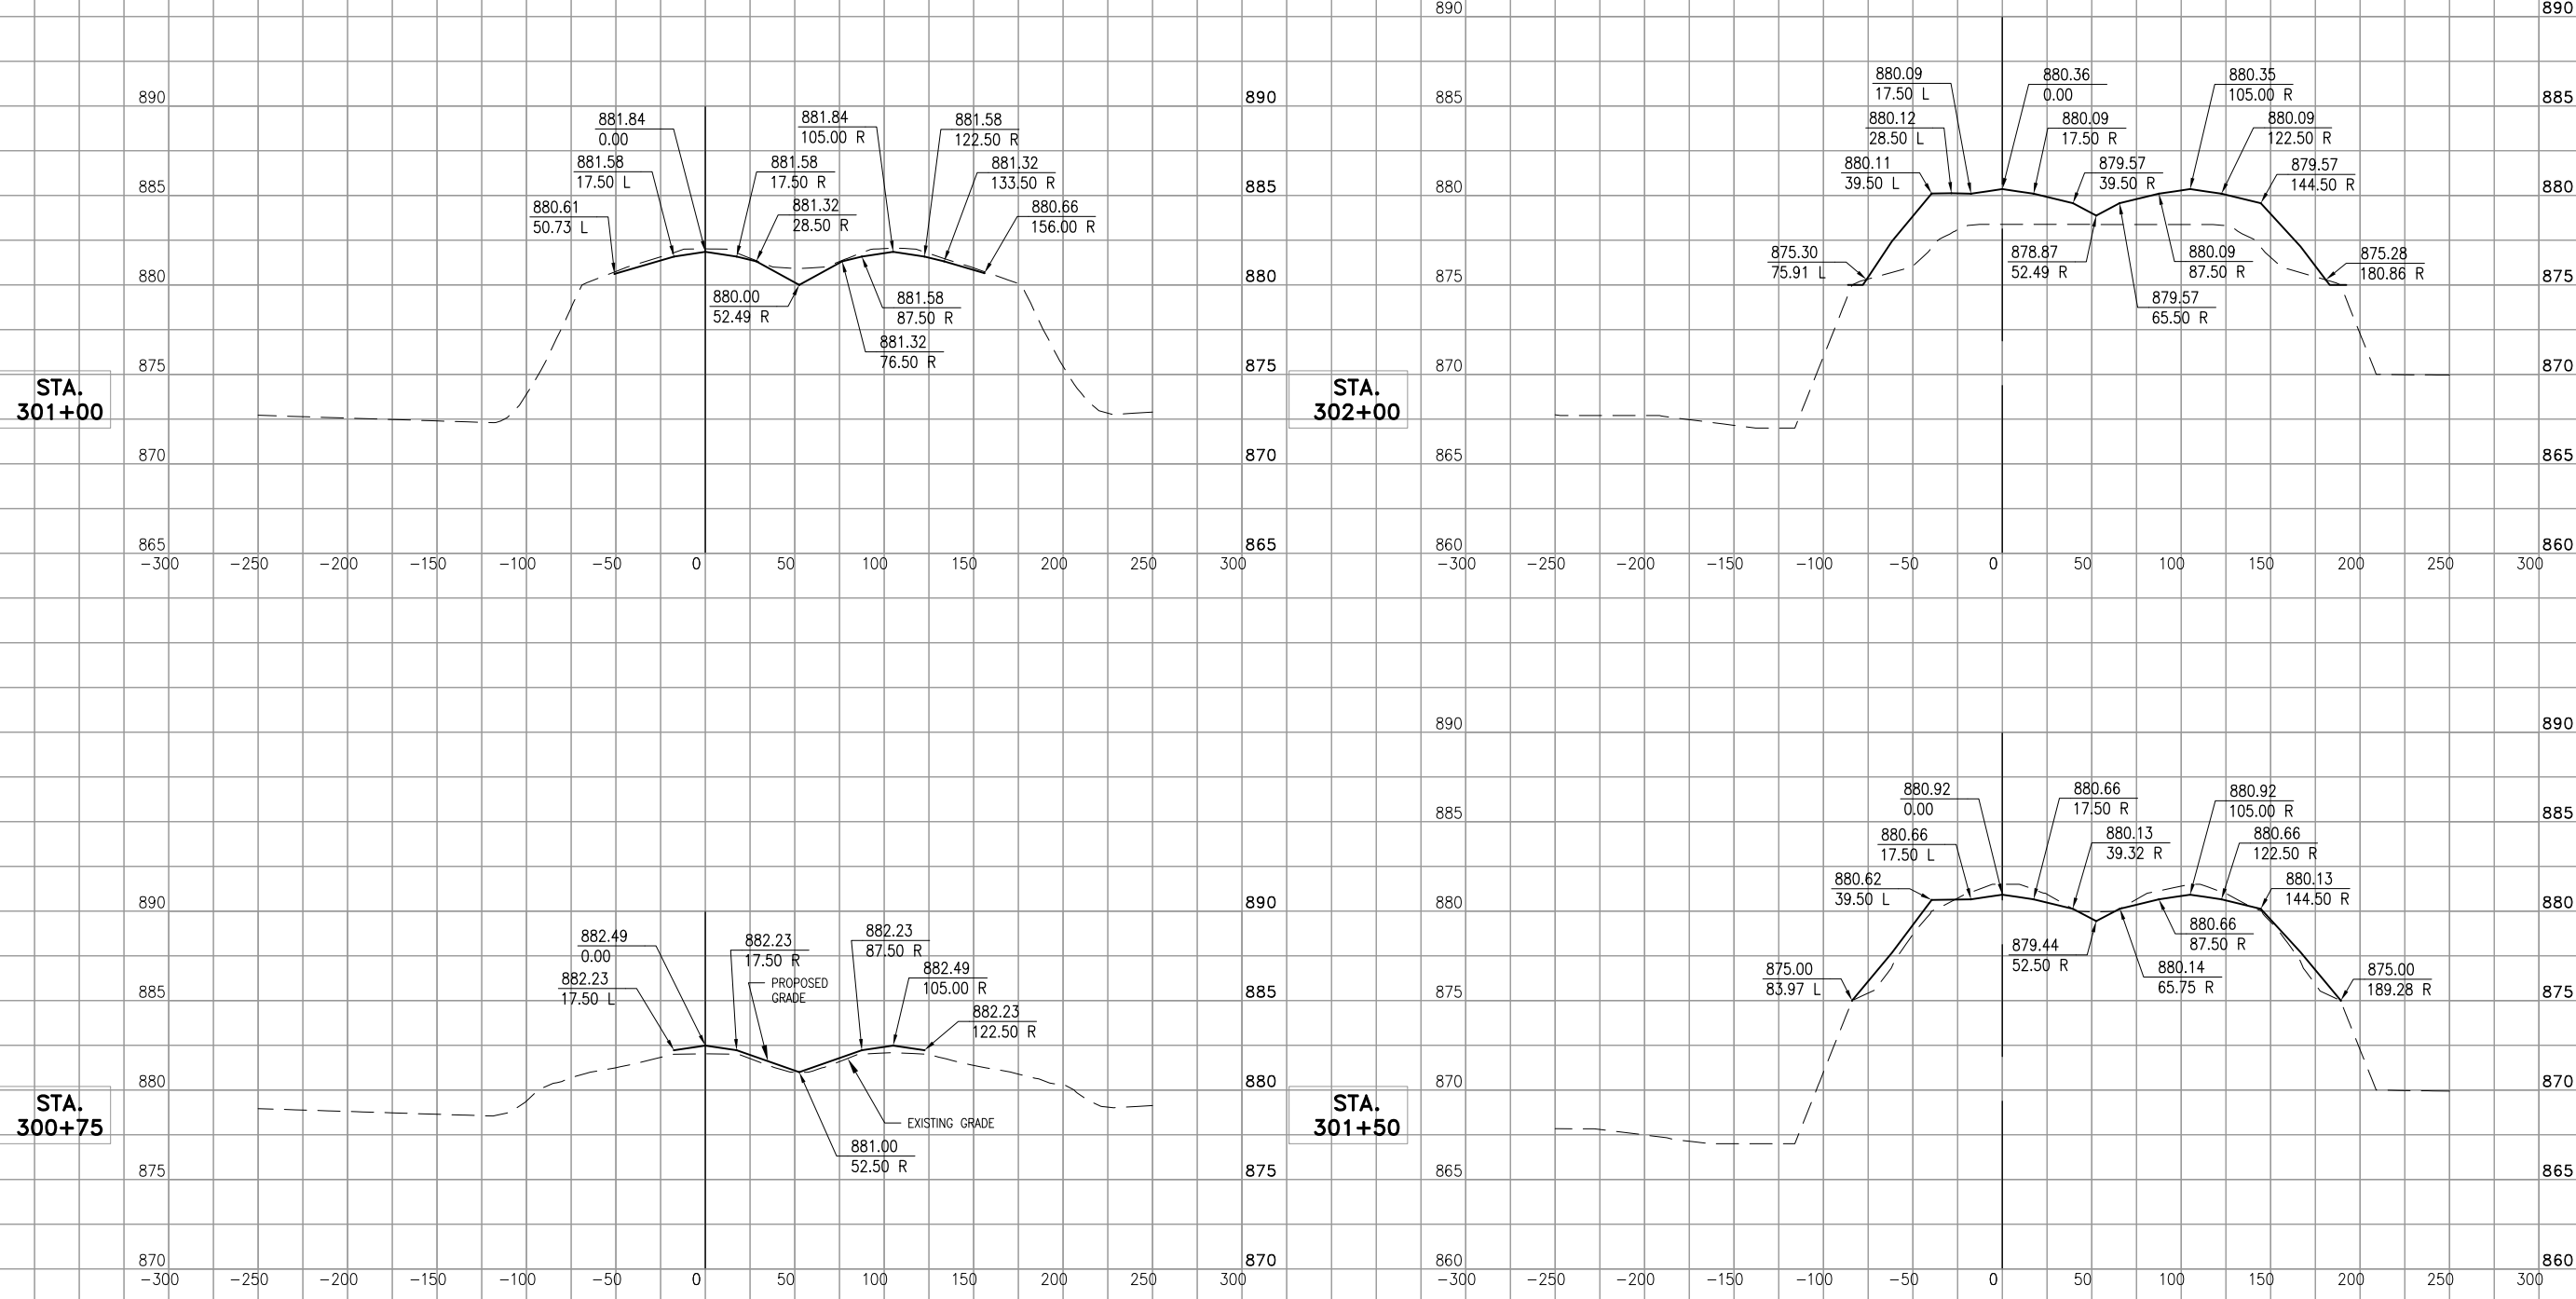 890
881.84
0.00
881.58
17.50 L
880.61
50.73 L
881.84
105.00 R
881.58
17.50 R
881.32
28.50 R
881.58
122.50 R
881.32
133.50 R
880.66
156.00 R
880.00
52.49 R
881.58
87.50 R
881.32
76.50 R
890
885
880
875
870
865
890
885
880
875
870
865
STA.
301+00
-300 -250 -200 -150 -100 -50 0 50 100 150 200 250 300
890
890
885
880
875
870
865
860
885
880
875
870
865
860
880.09
17.50 L
880.12
28.50 L
880.11
39.50 L
875.30
75.91 L
880.36
0.00
880.09
17.50 R
879.57
39.50 R
880.35
105.00 R
880.09
122.50 R
879.57
144.50 R
878.87
52.49 R
880.09
87.50 R
879.57
65.50 R
875.28
180.86 R
STA.
302+00
-300 -250 -200 -150 -100 -50 0 50 100 150 200 250 300
890
885
880
875
870
890
885
880
875
870
882.49
0.00
882.23
17.50 L
882.23
17.50 R
PROPOSED
GRADE
882.23
87.50 R
882.49
105.00 R
882.23
122.50 R
EXISTING GRADE
881.00
52.50 R
STA.
300+75
-300 -250 -200 -150 -100 -50 0 50 100 150 200 250 300
890
885
880
875
870
865
860
890
885
880
875
870
865
860
880.92
0.00
880.66
17.50 L
880.62
39.50 L
875.00
83.97 L
880.66
17.50 R
880.13
39.32 R
880.92
105.00 R
880.66
122.50 R
880.13
144.50 R
879.44
52.50 R
880.66
87.50 R
880.14
65.75 R
875.00
189.28 R
STA.
301+50
-300 -250 -200 -150 -100 -50 0 50 100 150 200 250 300